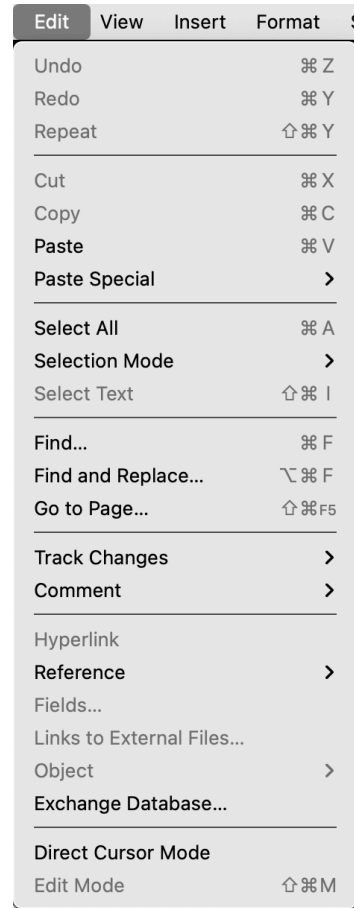 Edit View Insert Format
Undo ⌘ Z
Redo ⌘ Y
Repeat ⇧⌘ Y
Cut ⌘ X
Copy ⌘ C
Paste ⌘ V
Paste Special
Select All ⌘ A
Selection Mode
Select Text ⇧⌘ I
Find... ⌘ F
Find and Replace... ⌥⌘ F
Go to Page... ⇧⌘F5
Track Changes
Comment
Hyperlink
Reference
Fields...
Links to External Files...
Object
Exchange Database...
Direct Cursor Mode
Edit Mode ⇧⌘M